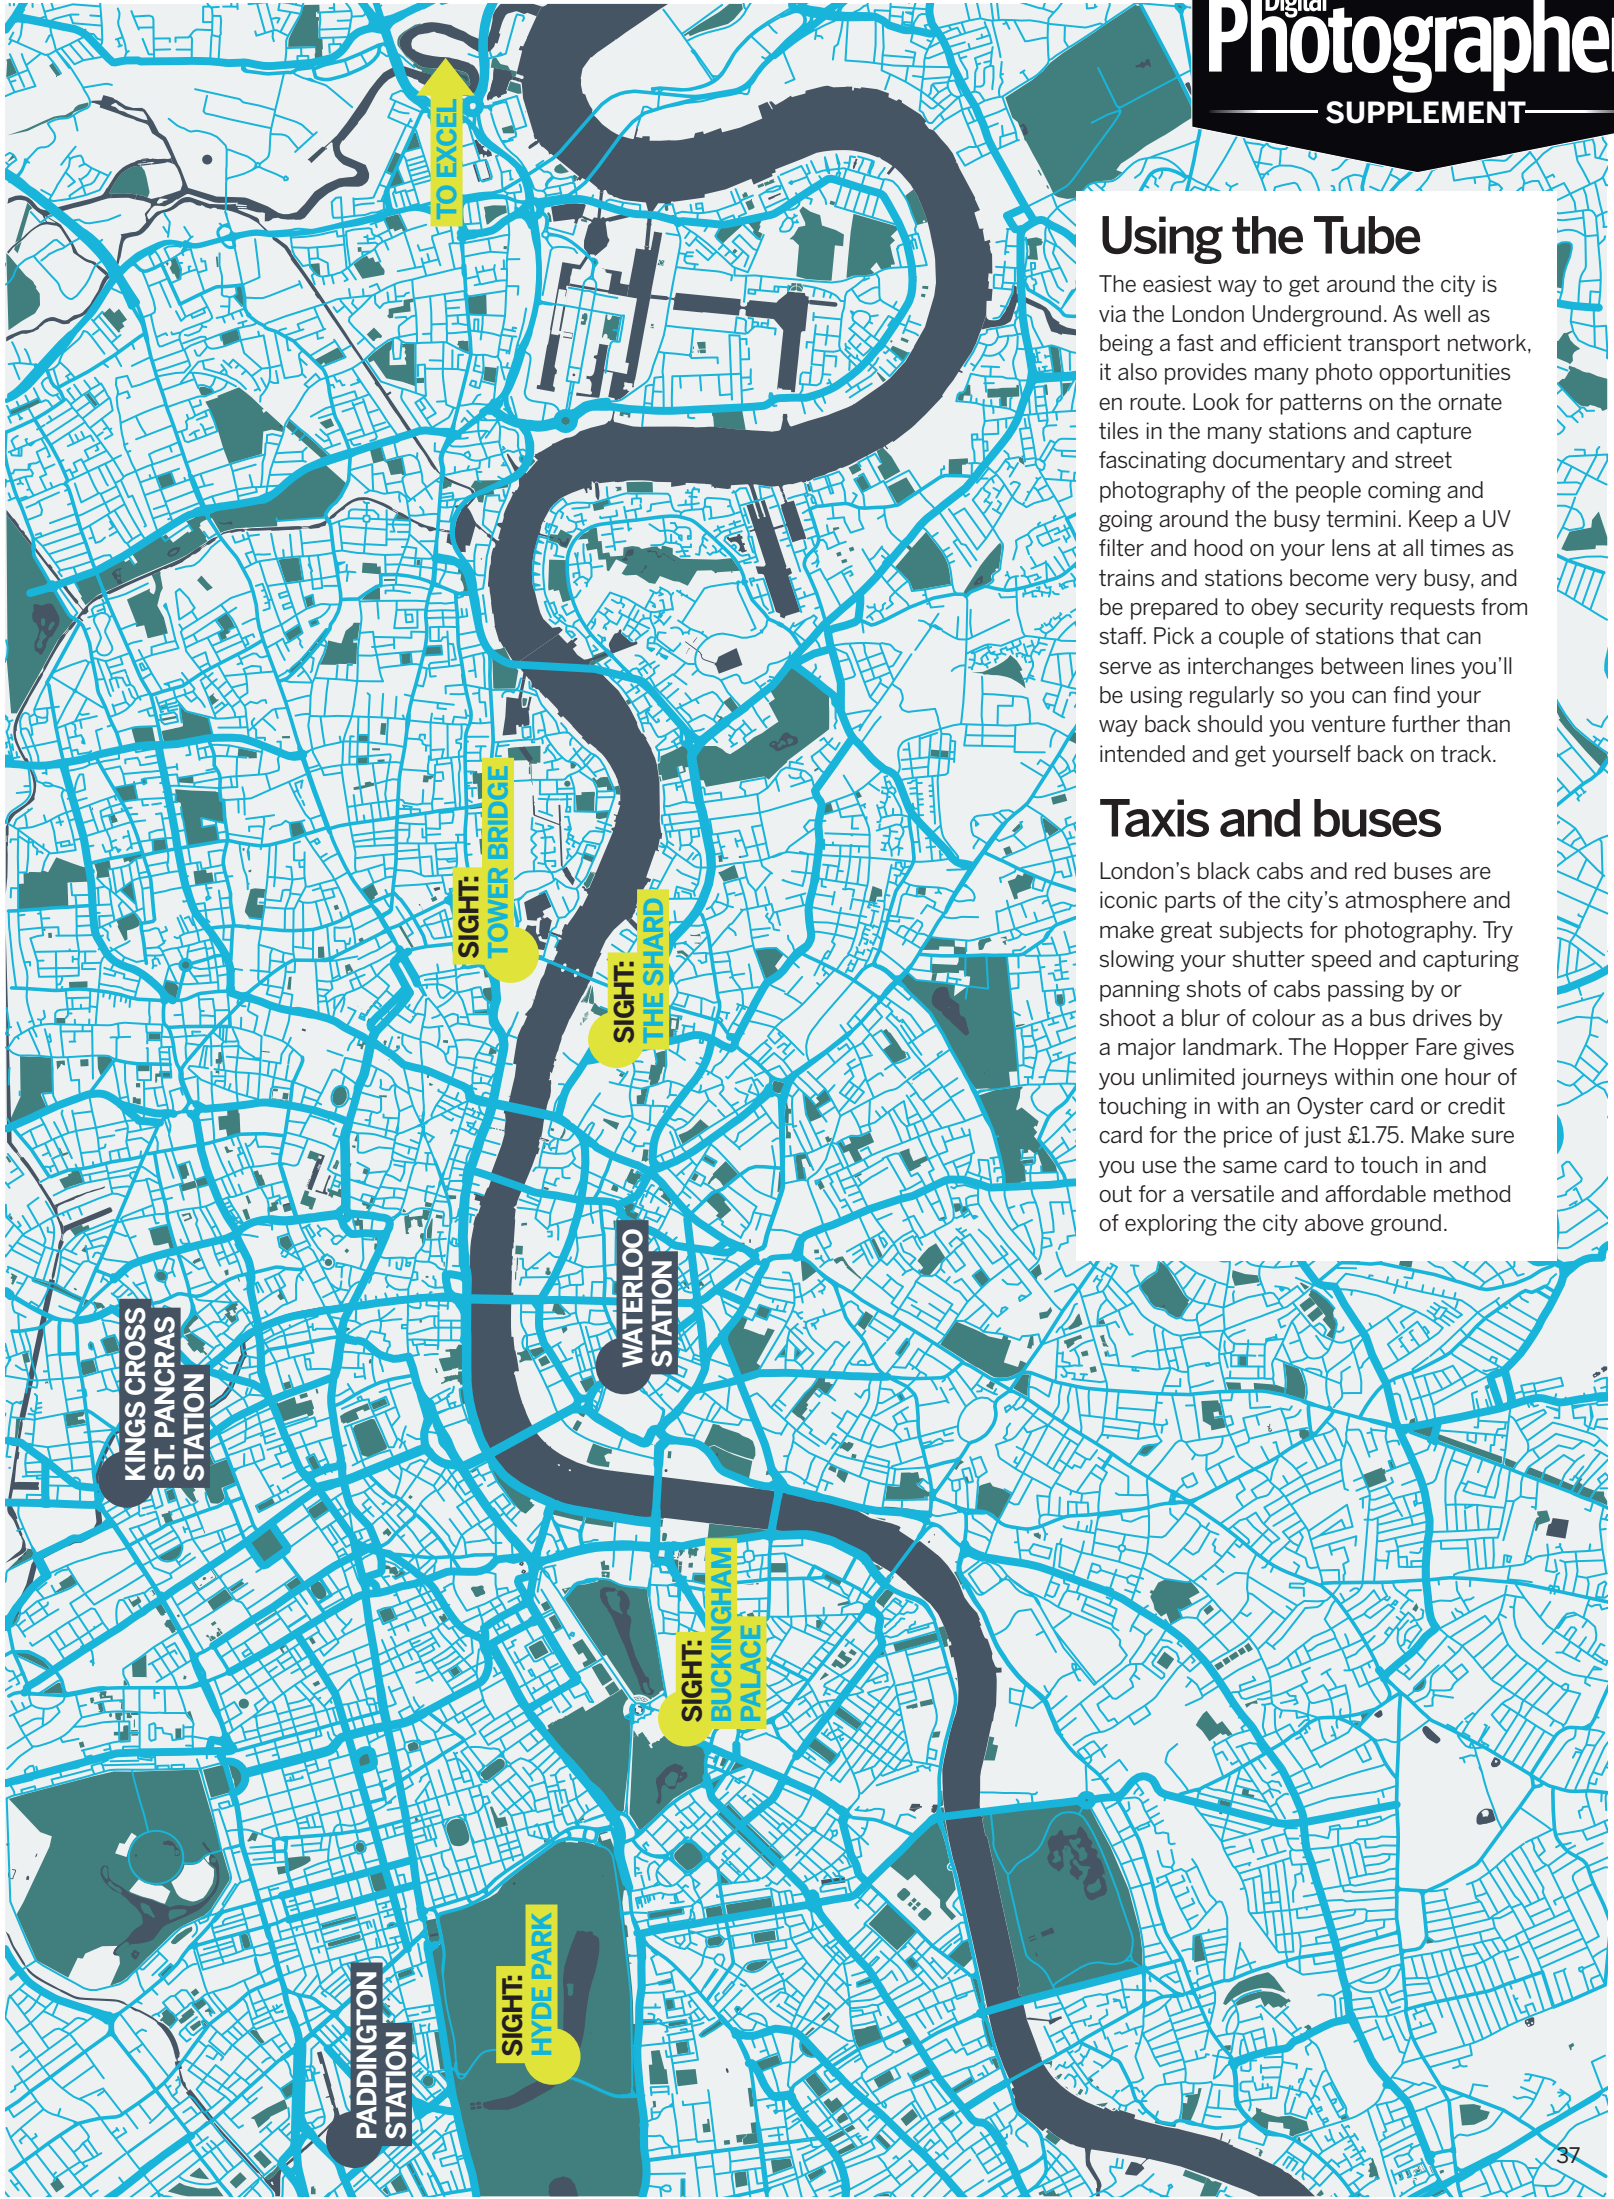 Digital
Photographer
SUPPLEMENT
Using the Tube
The easiest way to get around the city is
via the London Underground. As well as
being a fast and efficient transport network,
it also provides many photo opportunities
en route. Look for patterns on the ornate
tiles in the many stations and capture
fascinating documentary and street
photography of the people coming and
going around the busy termini. Keep a UV
filter and hood on your lens at all times as
trains and stations become very busy, and
be prepared to obey security requests from
staff. Pick a couple of stations that can
serve as interchanges between lines you'll
be using regularly so you can find your
way back should you venture further than
intended and get yourself back on track.
Taxis and buses
London's black cabs and red buses are
iconic parts of the city's atmosphere and
make great subjects for photography. Try
slowing your shutter speed and capturing
panning shots of cabs passing by or
shoot a blur of colour as a bus drives by
a major landmark. The Hopper Fare gives
you unlimited journeys within one hour of
touching in with an Oyster card or credit
card for the price of just £1.75. Make sure
you use the same card to touch in and
out for a versatile and affordable method
of exploring the city above ground.
TO EXCEL
SIGHT:
TOWER BRIDGE
SIGHT:
THE SHARD
WATERLOO
STATION
KINGS CROSS
ST. PANCRAS
STATION
SIGHT:
BUCKINGHAM
PALACE
SIGHT:
HYDE PARK
PADDINGTON
STATION
37